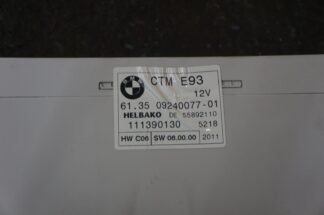 BMW
CTM E93
12V
61.35 09240077-01
HELBAKO DE 55892110
111390130 5218
HW C06 SW 06.00.00 2011